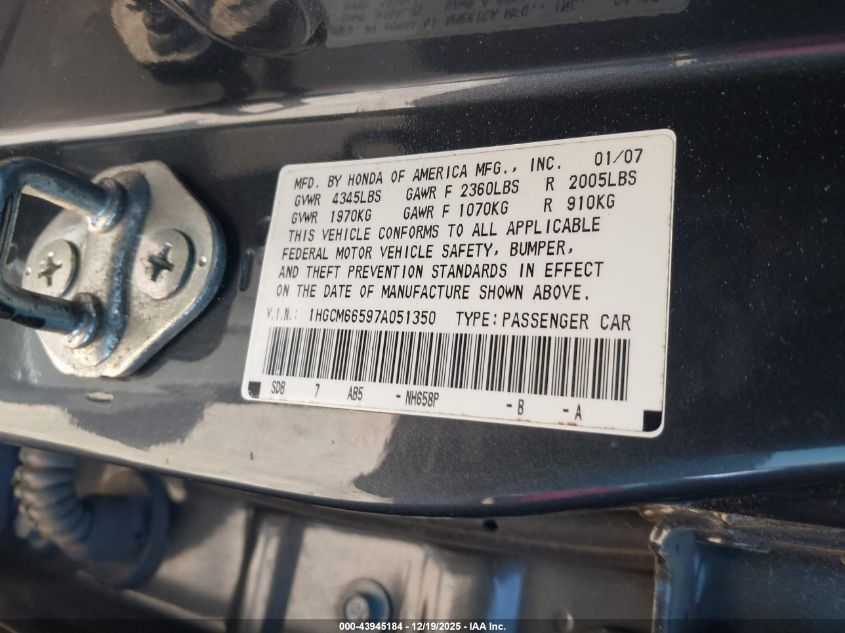 MFD. BY HONDA OF AMERICA MFG., INC. 01/07
GVWR 4345LBS GAWR F 2360LBS R 2005LBS
GVWR 1970KG GAWR F 1070KG R 910KG
THIS VEHICLE CONFORMS TO ALL APPLICABLE
FEDERAL MOTOR VEHICLE SAFETY, BUMPER,
AND THEFT PREVENTION STANDARDS IN EFFECT
ON THE DATE OF MANUFACTURE SHOWN ABOVE.
V.I.N.: 1HGCM66597A051350 TYPE:PASSENGER CAR
SDB 7 AB5 -NH658P -B -A
000-43945184 | 12/19/2025 | IAA Inc.